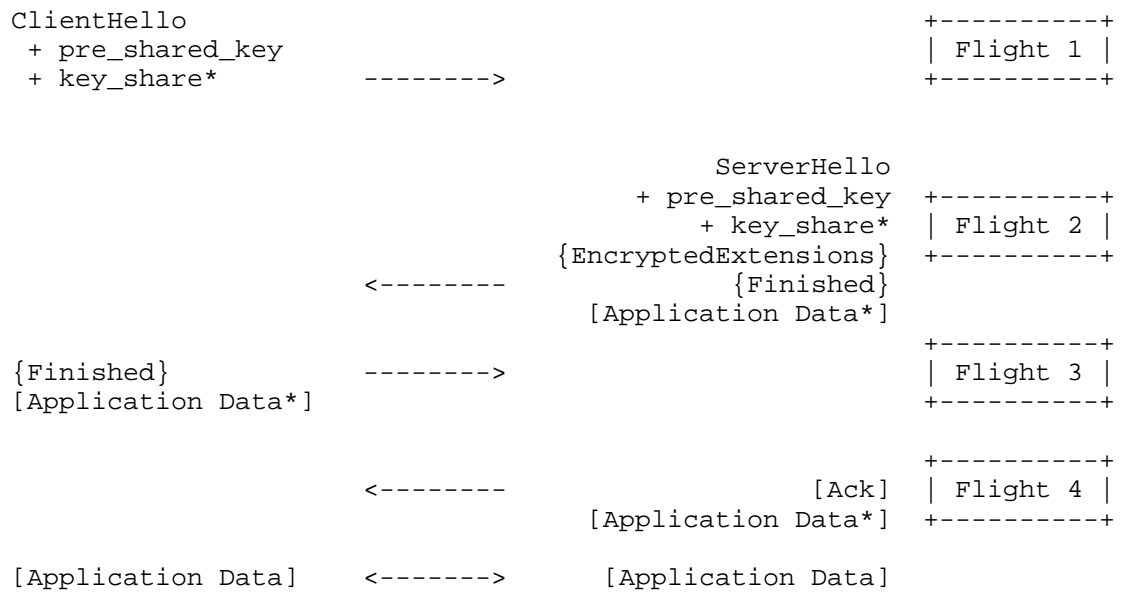 ClientHello                                              +----------+
 + pre_shared_key                                        | Flight 1 |
 + key_share*         -------->                          +----------+
                                           ServerHello
                                      + pre_shared_key   +----------+
                                          + key_share*   | Flight 2 |
                                 {EncryptedExtensions}   +----------+
                      <--------             {Finished}
                                   [Application Data*]
                                                         +----------+
{Finished}            -------->                          | Flight 3 |
[Application Data*]                                      +----------+
                                                         +----------+
                      <--------                  [Ack]   | Flight 4 |
                                   [Application Data*]   +----------+
[Application Data]    <------->     [Application Data]